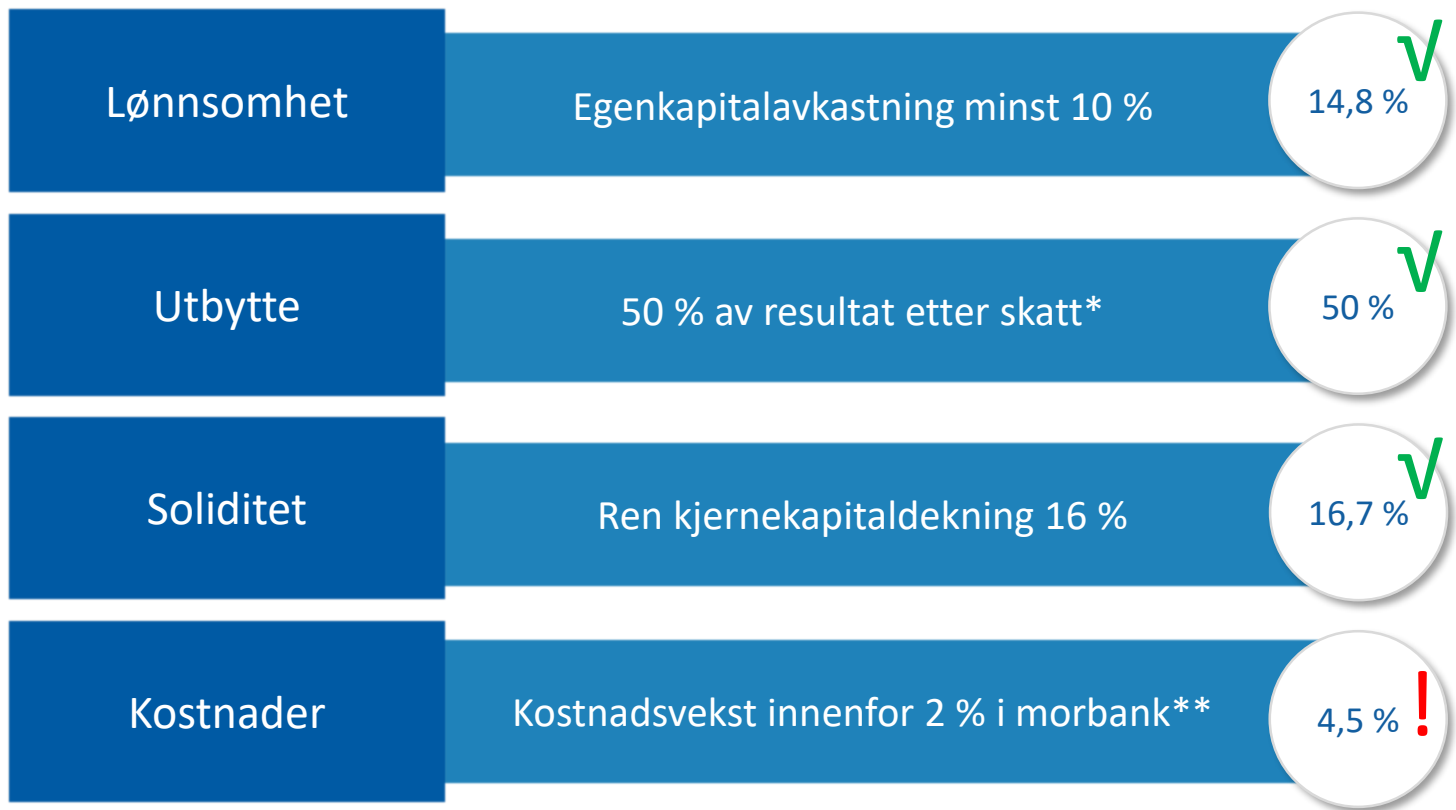 Lønnsomhet
Egenkapitalavkastning minst 10 %
14,8 %
√
Utbytte
50 % av resultat etter skatt*
50 %
√
Soliditet
Ren kjernekapitaldekning 16 %
16,7 %
√
Kostnader
Kostnadsvekst innenfor 2 % i morbank**
4,5 %
!